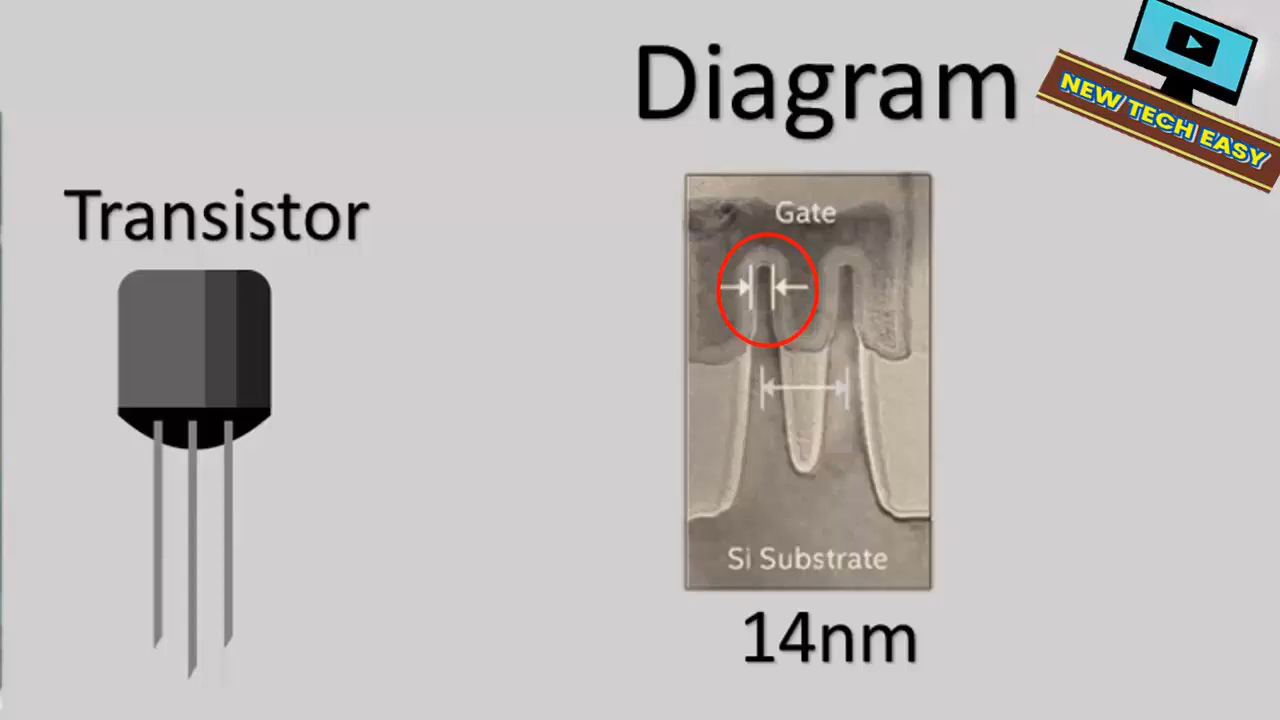 Diagram
NEW TECH EASY
Transistor
Gate
Si Substrate
14nm